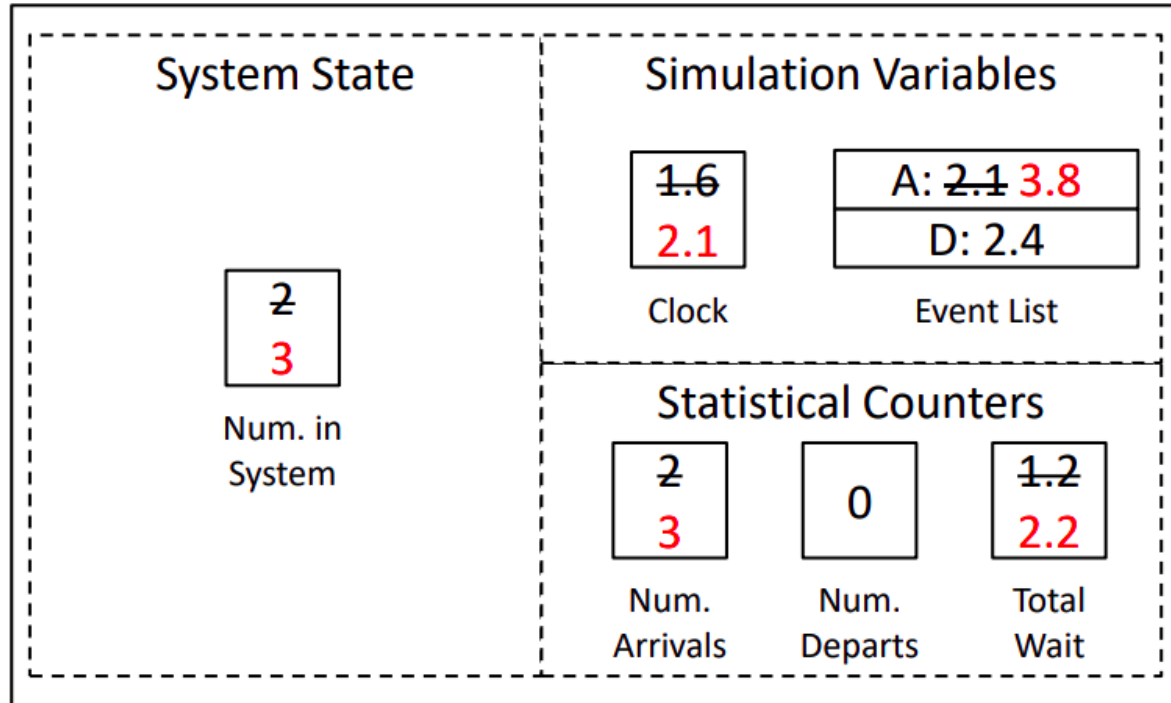 System State
2
3
Num. in
System
Simulation Variables
1.6
2.1
Clock
A: 2.1 3.8
D: 2.4
Event List
Statistical Counters
2
3
Num.
Arrivals
0
Num.
Departs
1.2
2.2
Total
Wait